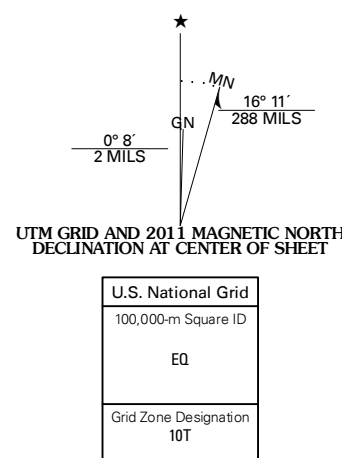 MN
16° 11´
288 MILS
GN
0° 8´
2 MILS
UTM GRID AND 2011 MAGNETIC NORTH
DECLINATION AT CENTER OF SHEET
U.S. National Grid
100,000-m Square ID
EQ
Grid Zone Designation
10T